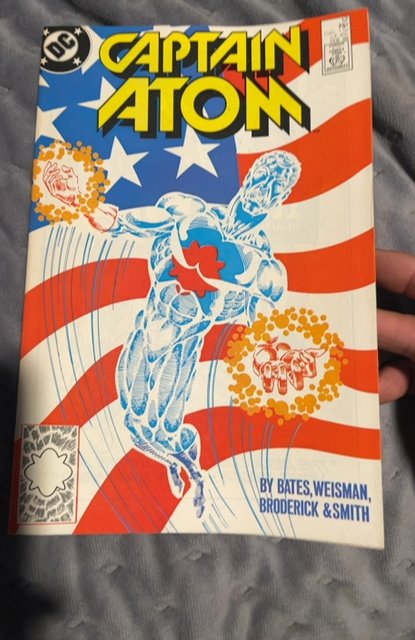 DC
CAPTAIN
ATOM
BY BATES, WEISMAN,
BRODERICK & SMITH